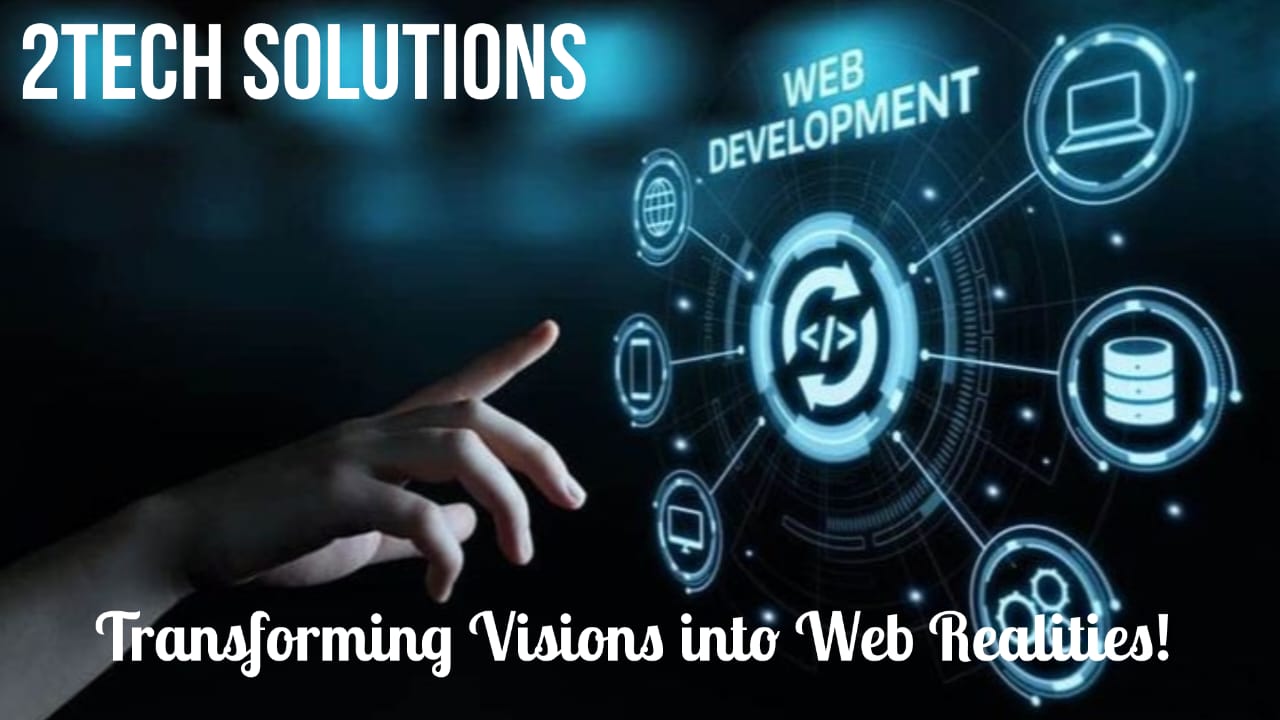 2TECH SOLUTIONS
WEB
DEVELOPMENT
</>
Transforming Visions into Web Realities!